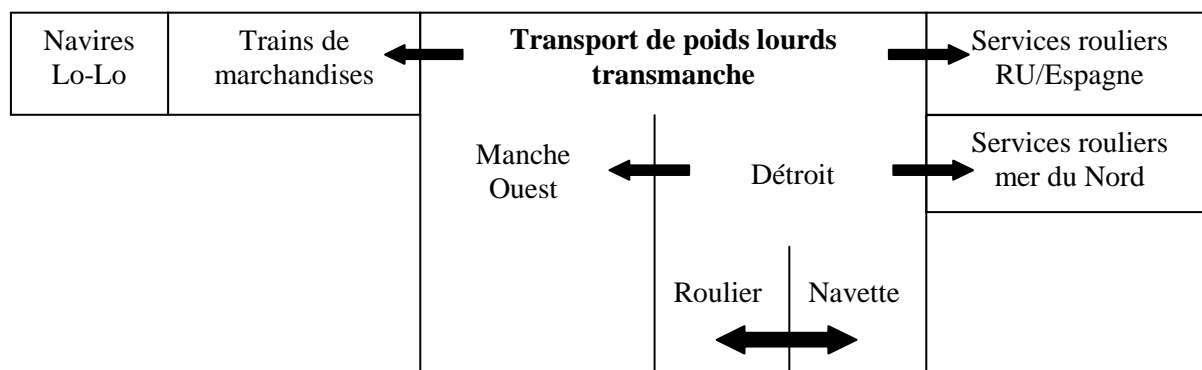 Navires
Lo-Lo
Trains de
marchandises
Transport de poids lourds
transmanche
Services rouliers
RU/Espagne
Manche
Ouest
Détroit
Services rouliers
mer du Nord
Roulier
Navette